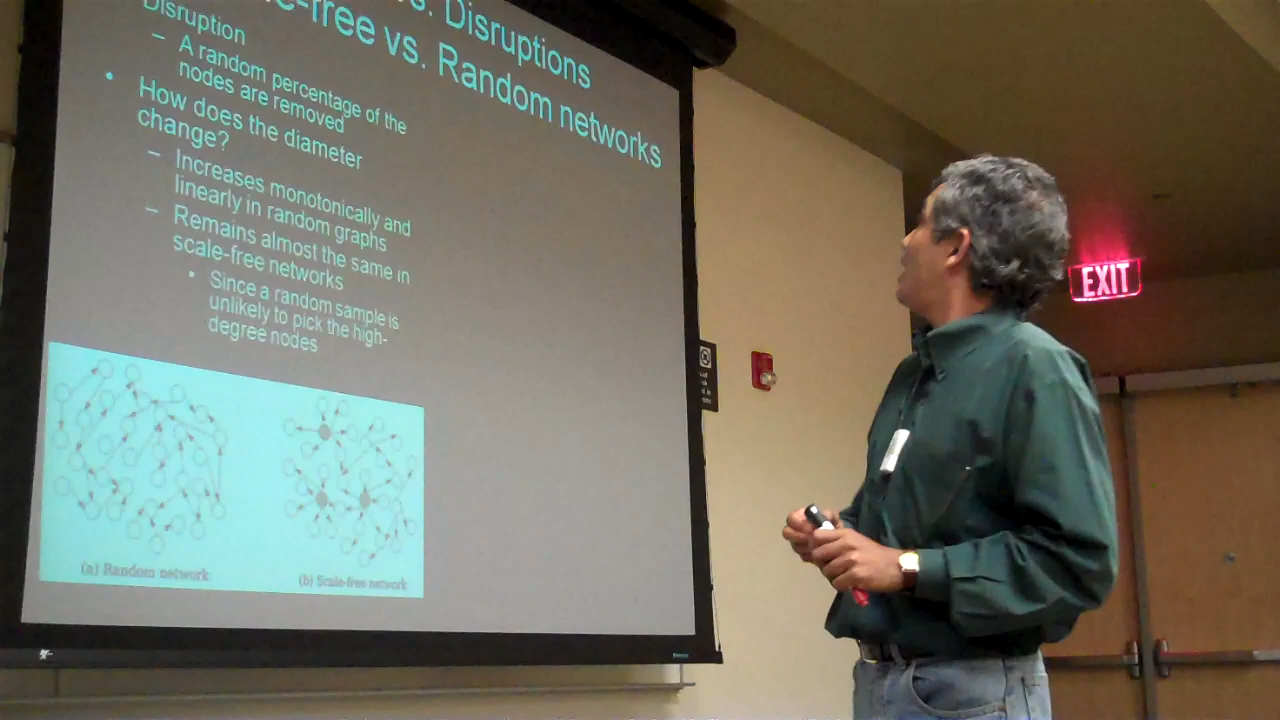 s. Disruptions
e-free vs. Random networks
Disruption
– A random percentage of the
nodes are removed
• How does the diameter
change?
– Increases monotonically and
linearly in random graphs
– Remains almost the same in
scale-free networks
• Since a random sample is
unlikely to pick the high-
degree nodes
(a) Random network
(b) Scale-free network
EXIT